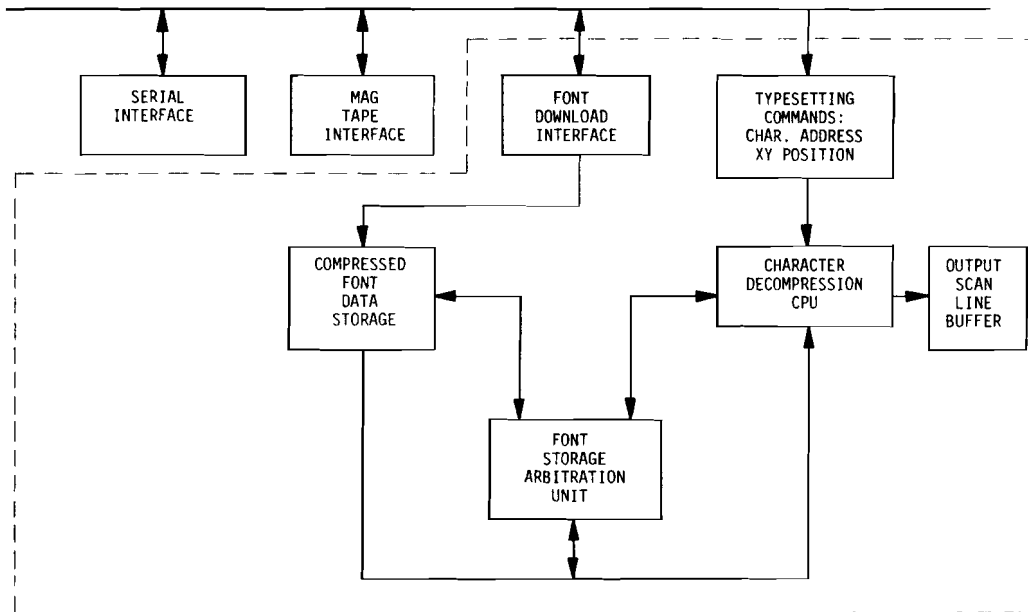 SERIAL
INTERFACE
MAG
TAPE
INTERFACE
FONT
DOWNLOAD
INTERFACE
TYPESETTING
COMMANDS:
CHAR. ADDRESS
XY POSITION
COMPRESSED
FONT
DATA
STORAGE
CHARACTER
DECOMPRESSION
CPU
OUTPUT
SCAN
LINE
BUFFER
FONT
STORAGE
ARBITRATION
UNIT